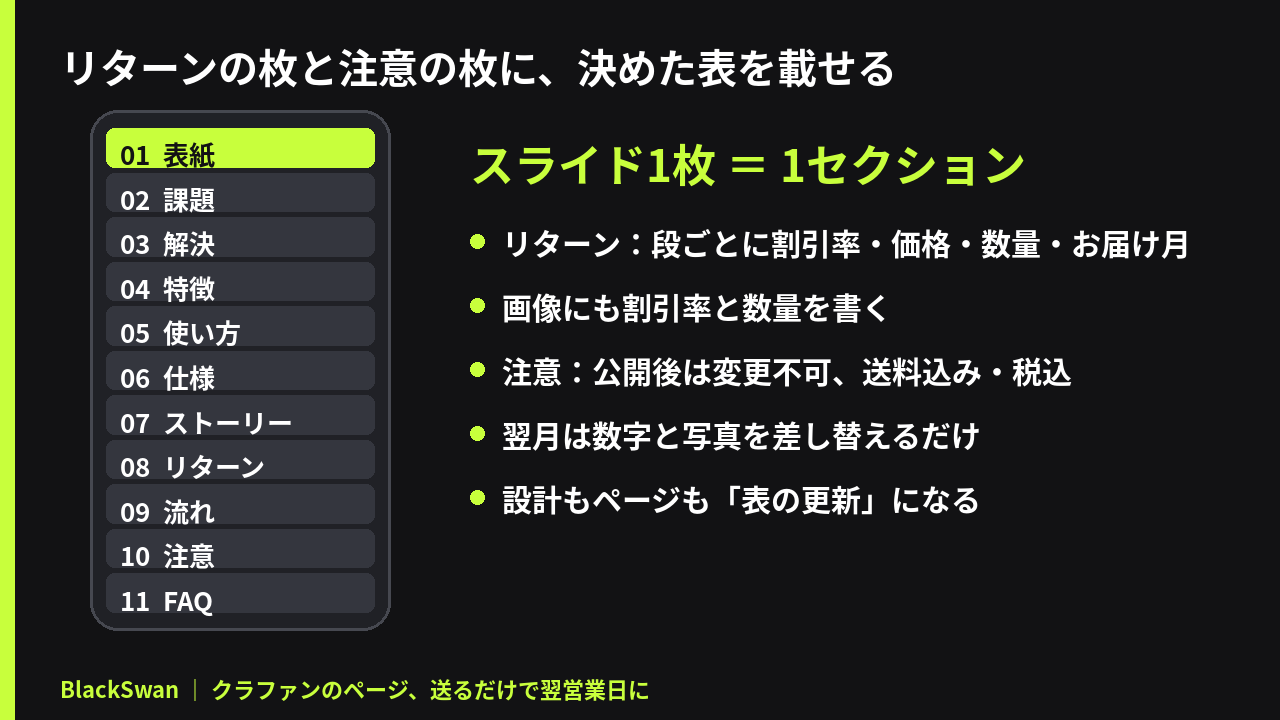 リターンの枚と注意の枚に、決めた表を載せる
01 表紙
02 課題
03 解決
04 特徴
05 使い方
06 仕様
07 ストーリー
08 リターン
09 流れ
10 注意
11 FAQ
スライド1枚 ＝ 1セクション
リターン：段ごとに割引率・価格・数量・お届け月
画像にも割引率と数量を書く
注意：公開後は変更不可、送料込み・税込
翌月は数字と写真を差し替えるだけ
設計もページも「表の更新」になる
BlackSwan ｜ クラファンのページ、送るだけで翌営業日に